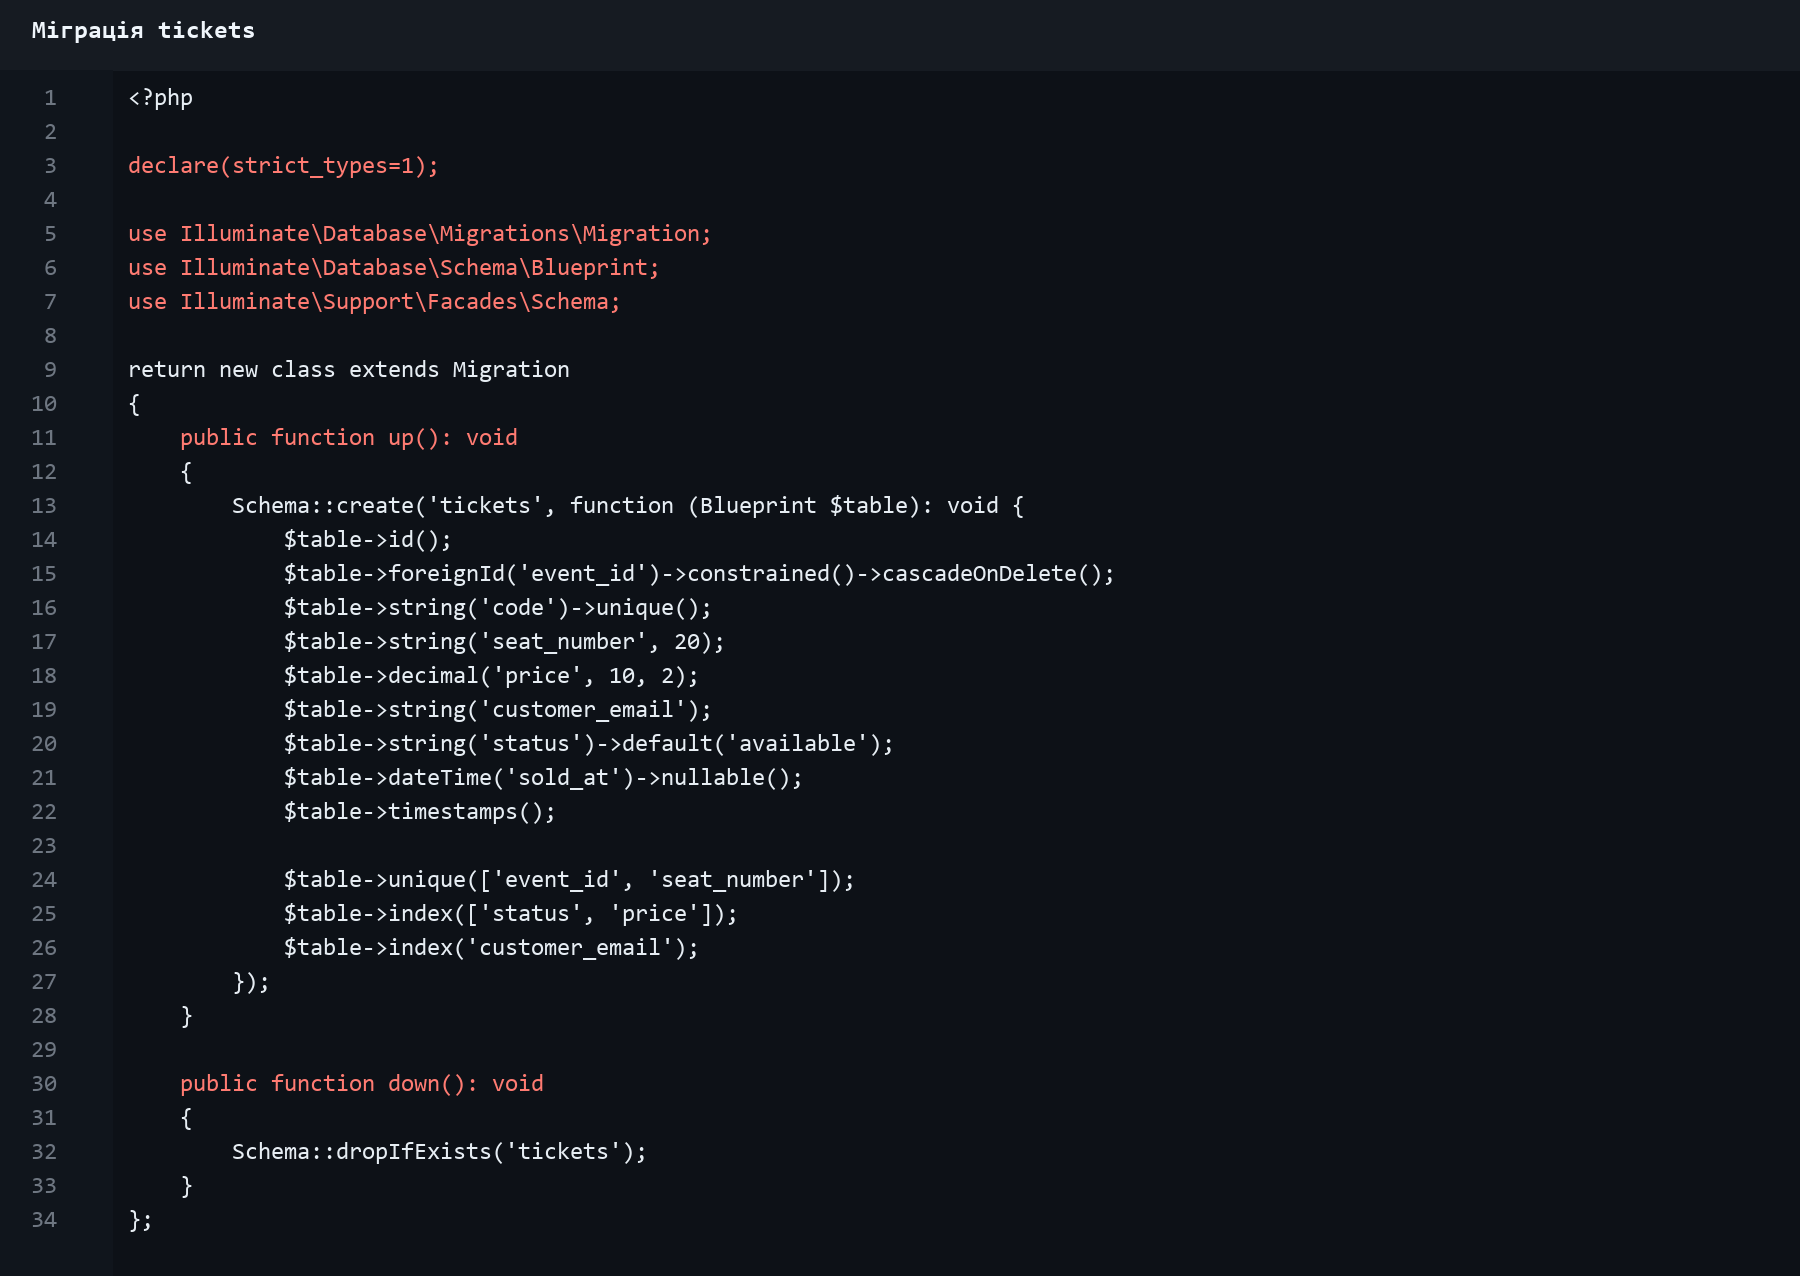 Міграція tickets
1 <?php
2
3 declare(strict_types=1);
4
5 use Illuminate\Database\Migrations\Migration;
6 use Illuminate\Database\Schema\Blueprint;
7 use Illuminate\Support\Facades\Schema;
8
9 return new class extends Migration
10 {
11     public function up(): void
12     {
13         Schema::create('tickets', function (Blueprint $table): void {
14             $table->id();
15             $table->foreignId('event_id')->constrained()->cascadeOnDelete();
16             $table->string('code')->unique();
17             $table->string('seat_number', 20);
18             $table->decimal('price', 10, 2);
19             $table->string('customer_email');
20             $table->string('status')->default('available');
21             $table->dateTime('sold_at')->nullable();
22             $table->timestamps();
23
24             $table->unique(['event_id', 'seat_number']);
25             $table->index(['status', 'price']);
26             $table->index('customer_email');
27         });
28     }
29
30     public function down(): void
31     {
32         Schema::dropIfExists('tickets');
33     }
34 };